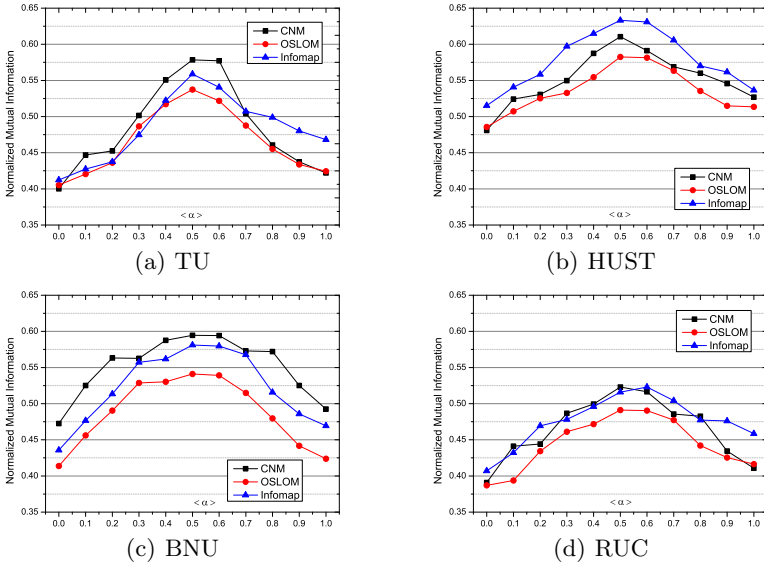 0.65
0.60
0.55
0.50
0.45
0.40
0.35
Normalized Mutual Information
CNM
OSLOM
Infomap
< α >
0.0 0.1 0.2 0.3 0.4 0.5 0.6 0.7 0.8 0.9 1.0
(a) TU
0.65
0.60
0.55
0.50
0.45
0.40
0.35
Normalized Mutual Information
CNM
OSLOM
Infomap
< α >
0.0 0.1 0.2 0.3 0.4 0.5 0.6 0.7 0.8 0.9 1.0
(b) HUST
0.65
0.60
0.55
0.50
0.45
0.40
0.35
Normalized Mutual Information
CNM
OSLOM
Infomap
< α >
0.0 0.1 0.2 0.3 0.4 0.5 0.6 0.7 0.8 0.9 1.0
(c) BNU
0.65
0.60
0.55
0.50
0.45
0.40
0.35
Normalized Mutual Information
CNM
OSLOM
Infomap
< α >
0.0 0.1 0.2 0.3 0.4 0.5 0.6 0.7 0.8 0.9 1.0
(d) RUC